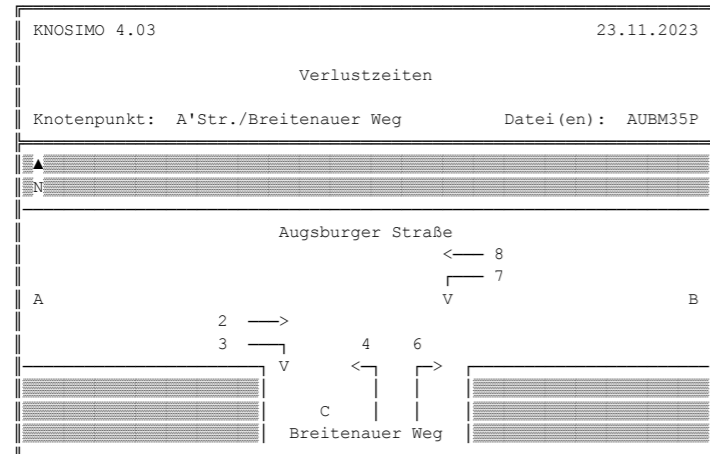 KNOSIMO 4.03 23.11.2023
Verlustzeiten
Knotenpunkt: A'Str./Breitenauer Weg Datei(en): AUBM35P
N
Augsburger Straße
8
7
A V B
2
3 4 6
V
C
Breitenauer Weg